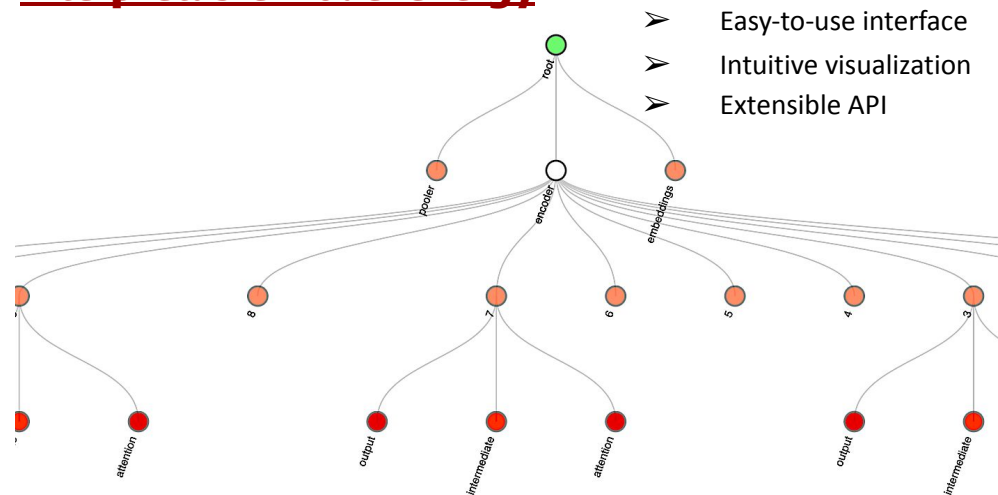 ➢ Easy-to-use interface
➢ Intuitive visualization
➢ Extensible API
root
pooler
encoder
embeddings
8
7
6
5
4
3
attention
output
intermediate
attention
output
intermediate